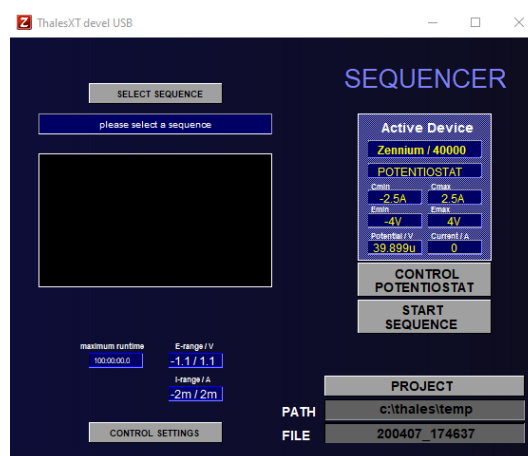 Z ThalesXT devel USB
SEQUENCER
SELECT SEQUENCE
please select a sequence
Active Device
Zennium / 40000
POTENTIOSTAT
Cmin Cmax
-2.5A 2.5A
Emin Emax
-4V 4V
Potential / V Current / A
39.899u 0
CONTROL
POTENTIOSTAT
START
SEQUENCE
maximum runtime E-range / V
100:00:00.0 -1.1 / 1.1
I-range / A
-2m / 2m
CONTROL SETTINGS
PROJECT
PATH c:\thales\temp
FILE 200407_174637